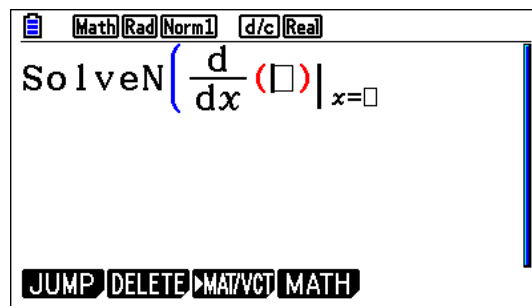 Math Rad Norm1 d/c Real
SolveN( d/dx (□)|x=□
JUMP DELETE ▶MAT/VCT MATH